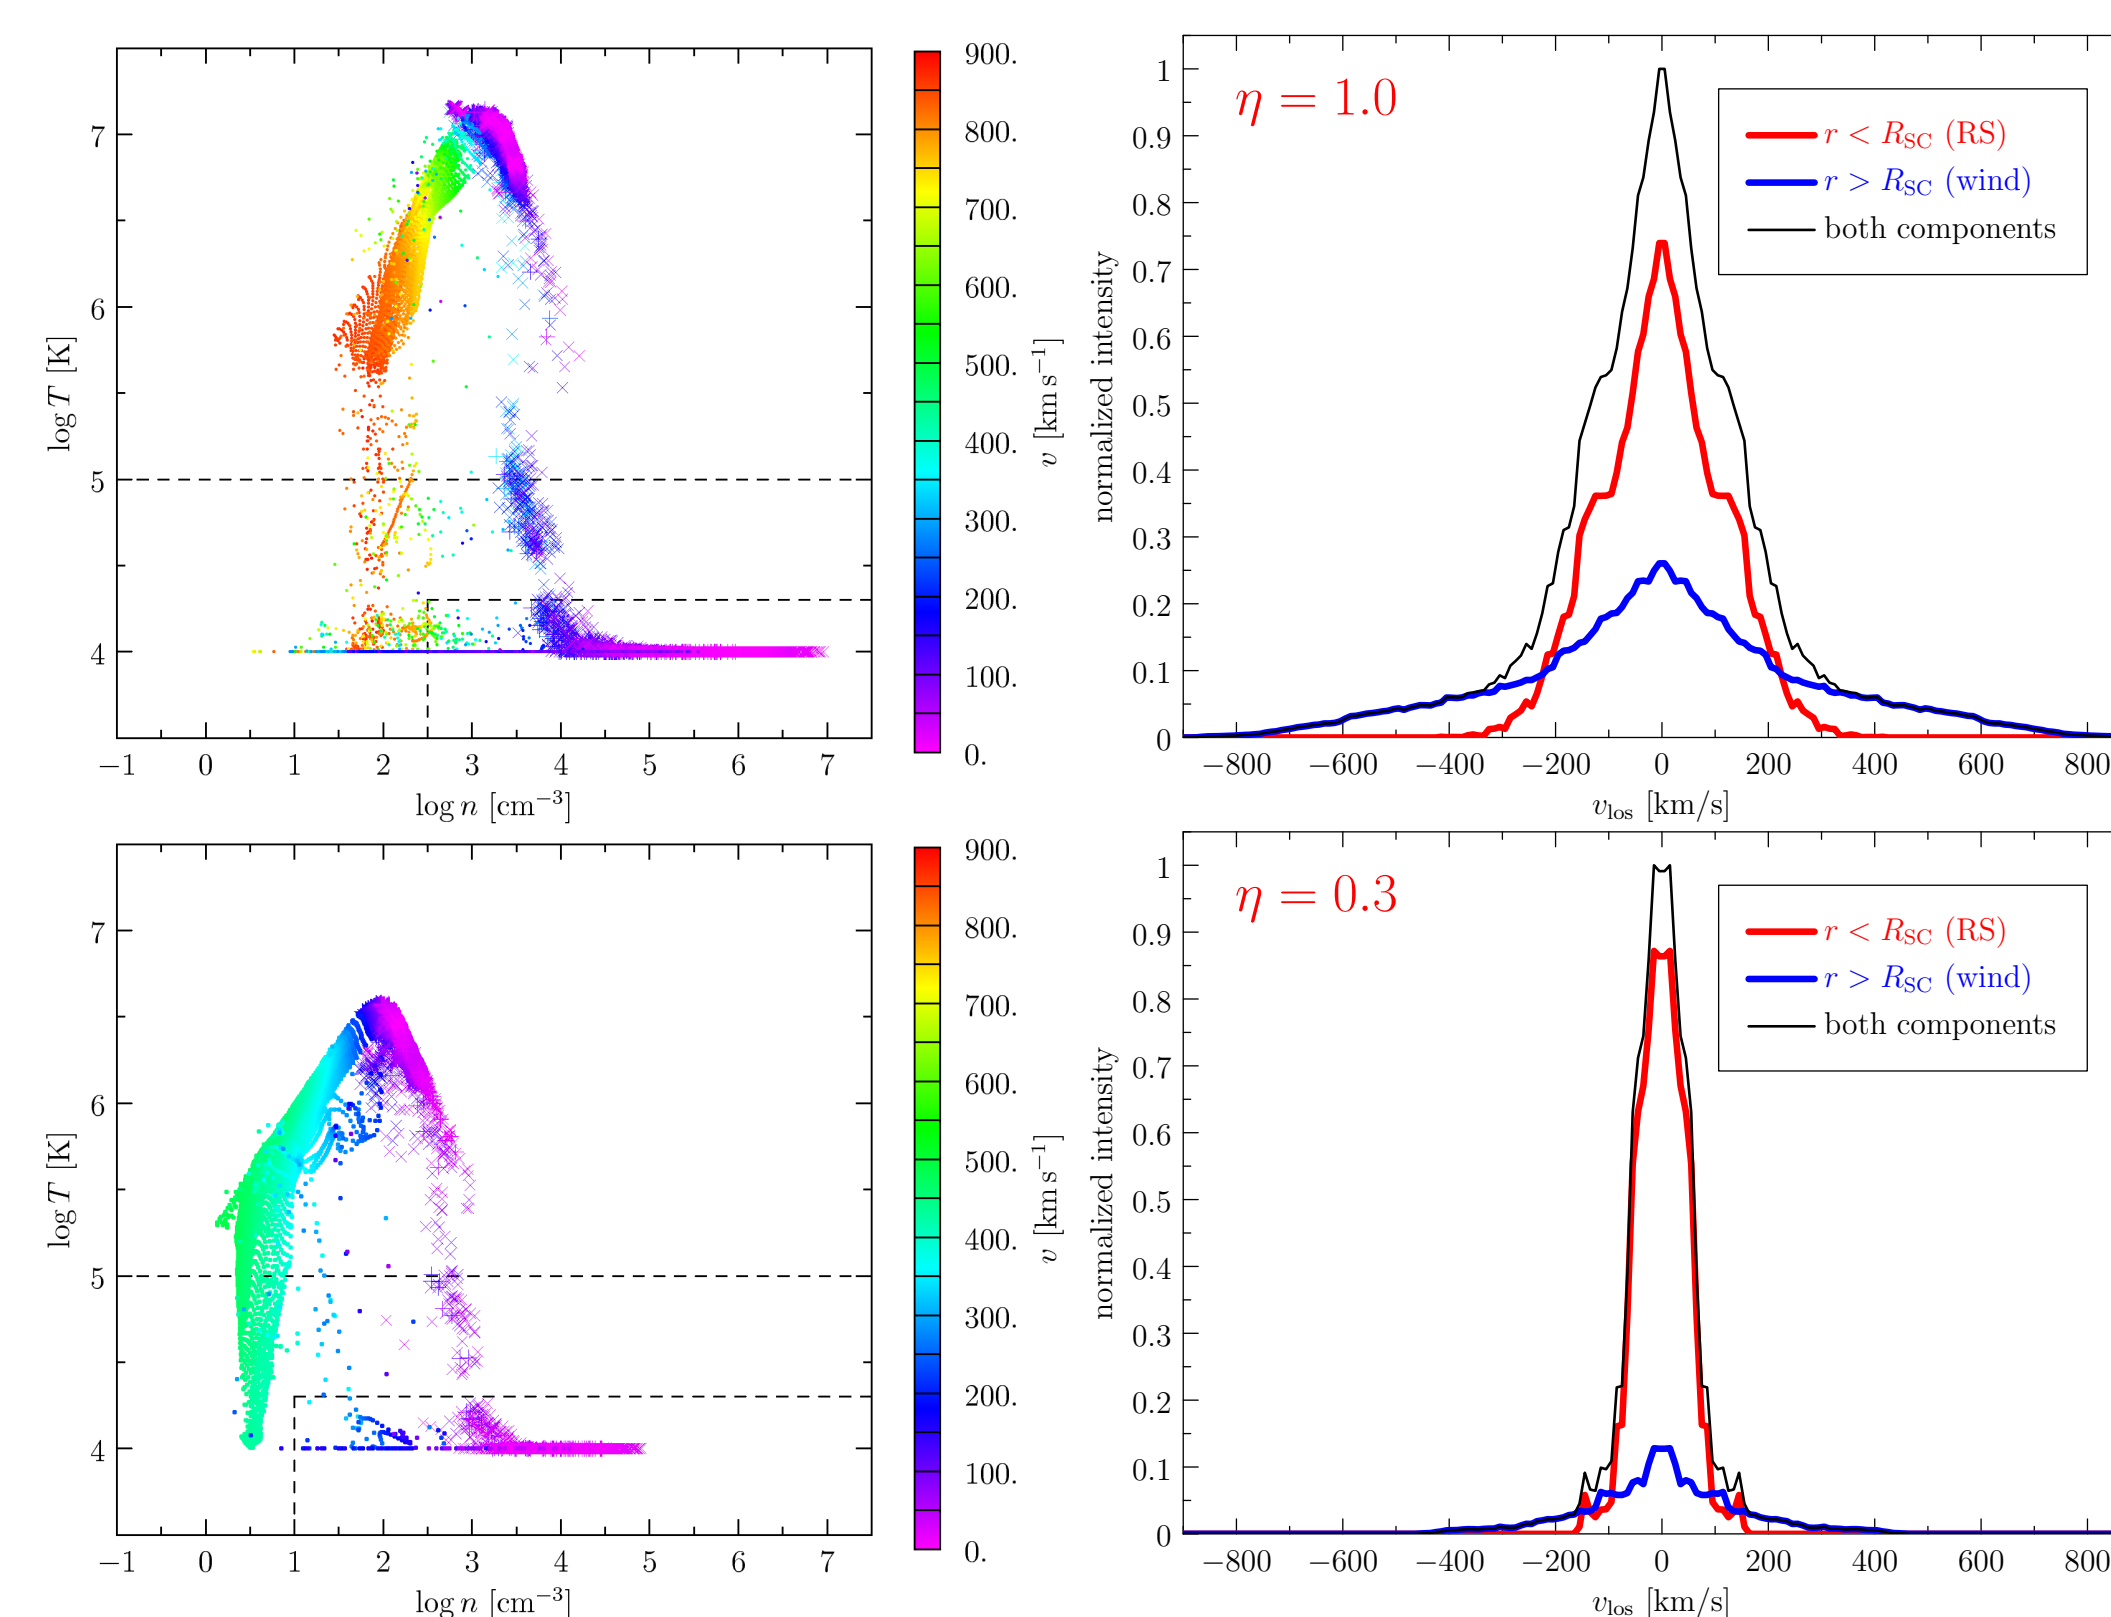 log T [K]
7
6
5
4
−1 0 1 2 3 4 5 6 7
log n [cm−3]
900.
800.
700.
600.
500.
400.
300.
200.
100.
0.
v [km s−1]
η = 1.0
r < RSC (RS)
r > RSC (wind)
both components
normalized intensity
1
0.9
0.8
0.7
0.6
0.5
0.4
0.3
0.2
0.1
0
−800 −600 −400 −200 0 200 400 600 800
vlos [km/s]
log T [K]
7
6
5
4
−1 0 1 2 3 4 5 6 7
log n [cm−3]
900.
800.
700.
600.
500.
400.
300.
200.
100.
0.
v [km s−1]
η = 0.3
r < RSC (RS)
r > RSC (wind)
both components
normalized intensity
1
0.9
0.8
0.7
0.6
0.5
0.4
0.3
0.2
0.1
0
−800 −600 −400 −200 0 200 400 600 800
vlos [km/s]